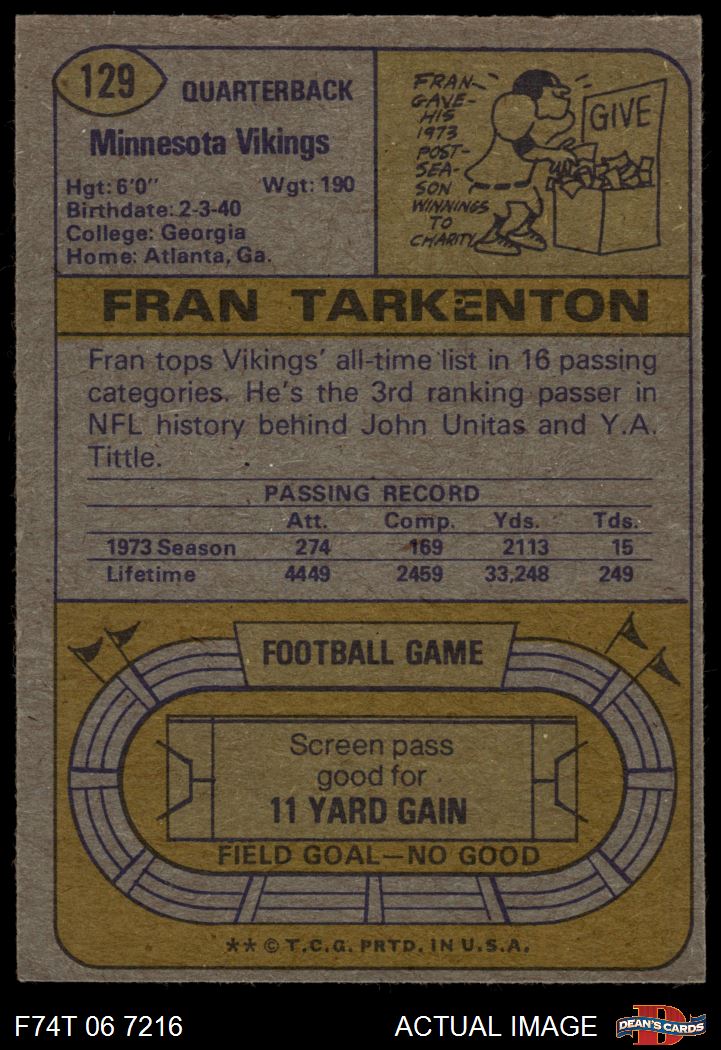 129
QUARTERBACK
Minnesota Vikings
Hgt: 6'0" Wgt: 190
Birthdate: 2-3-40
College: Georgia
Home: Atlanta, Ga.
FRAN
GAVE
HIS
1973
POST-
SEA-
SON
WINNINGS
TO
CHARITY
GIVE
FRAN TARKENTON
Fran tops Vikings' all-time list in 16 passing
categories. He's the 3rd ranking passer in
NFL history behind John Unitas and Y.A.
Tittle.
PASSING RECORD
Att. Comp. Yds. Tds.
1973 Season 274 169 2113 15
Lifetime 4449 2459 33,248 249
FOOTBALL GAME
Screen pass
good for
11 YARD GAIN
FIELD GOAL—NO GOOD
** © T.C.G. PRTD. IN U.S.A.
F74T 06 7216 ACTUAL IMAGE
D
DEAN'S CARDS